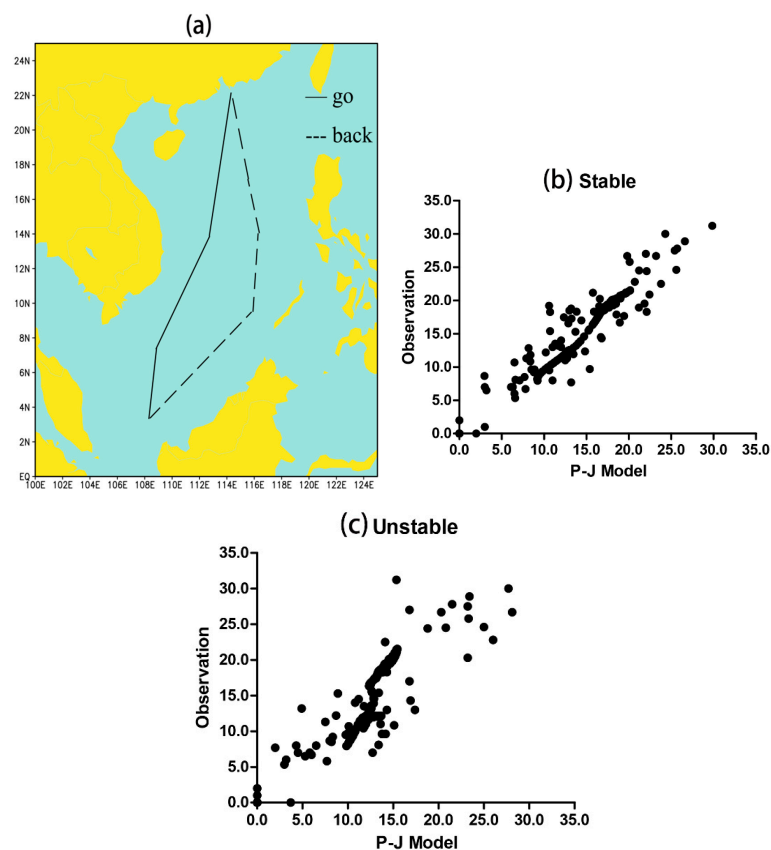 (a)
24N
22N
20N
18N
16N
14N
12N
10N
8N
6N
4N
2N
EQ
100E 102E 104E 106E 108E 110E 112E 114E 116E 118E 120E 122E 124E
go
back
(b) Stable
35.0
30.0
25.0
20.0
15.0
10.0
5.0
0.0
Observation
0.0 5.0 10.0 15.0 20.0 25.0 30.0 35.0
P-J Model
(c) Unstable
35.0
30.0
25.0
20.0
15.0
10.0
5.0
0.0
Observation
0.0 5.0 10.0 15.0 20.0 25.0 30.0 35.0
P-J Model